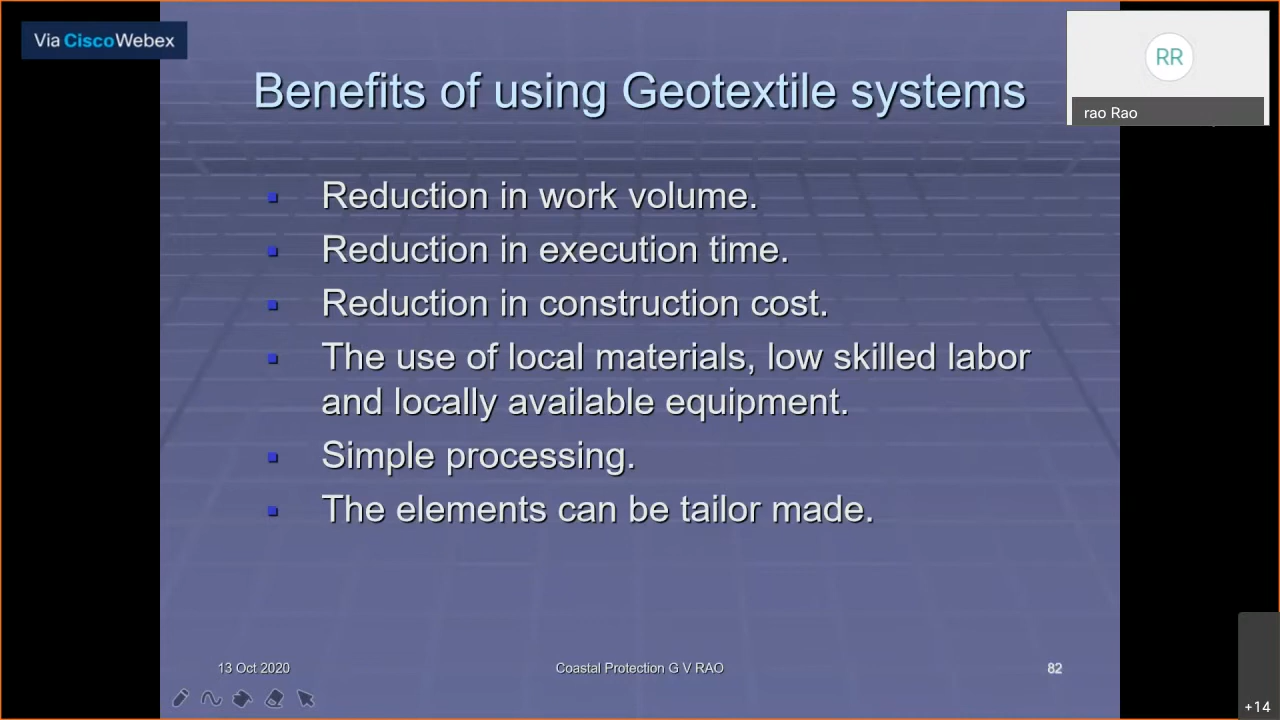 Via CiscoWebex
RR
rao Rao
Benefits of using Geotextile systems
Reduction in work volume.
Reduction in execution time.
Reduction in construction cost.
The use of local materials, low skilled labor
and locally available equipment.
Simple processing.
The elements can be tailor made.
13 Oct 2020
Coastal Protection G V RAO
82
+14